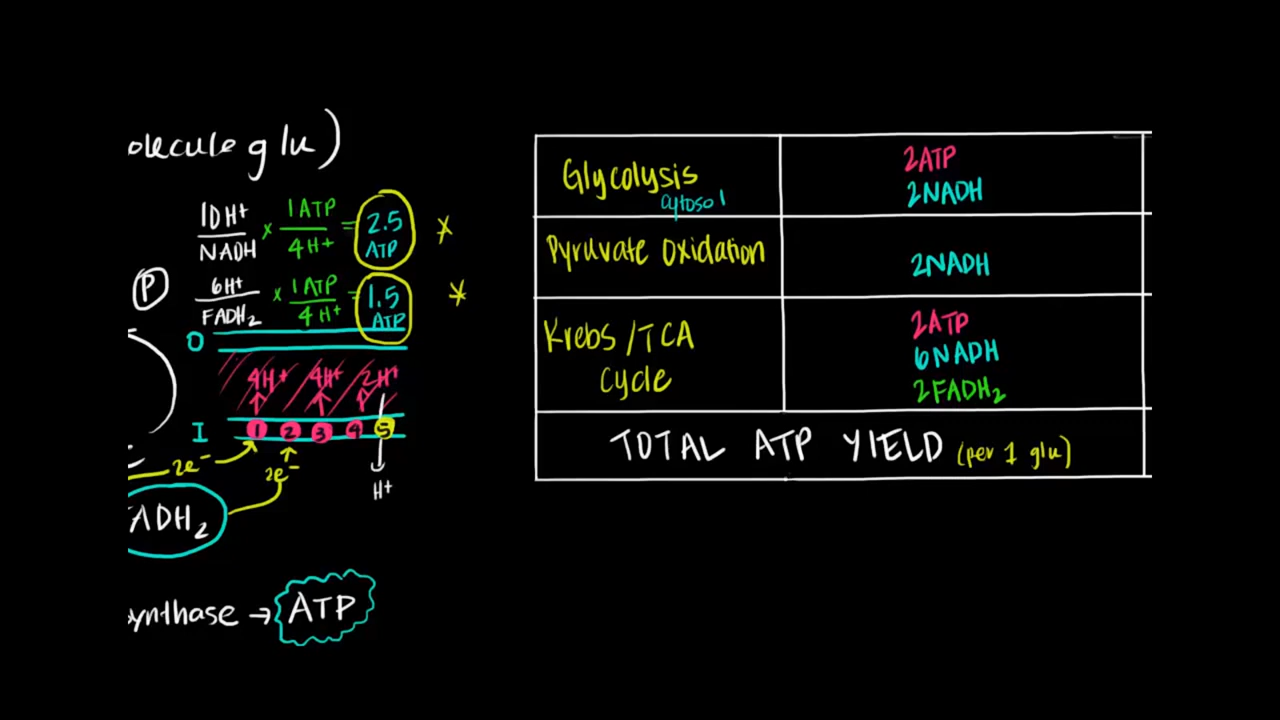 olecule glu)
10H+ / NADH × 1ATP / 4H+ = 2.5 ATP *
P
6H+ / FADH₂ × 1ATP / 4H+ = 1.5 ATP *
O
4H+ 4H+ 2H+
I 1 2 3 4 5
2e⁻ 2e⁻
H+
ADH₂
synthase → ATP
Glycolysis
cytosol
2ATP
2NADH
Pyruvate Oxidation
2NADH
Krebs/TCA
Cycle
2ATP
6NADH
2FADH₂
TOTAL ATP YIELD (per 1 glu)